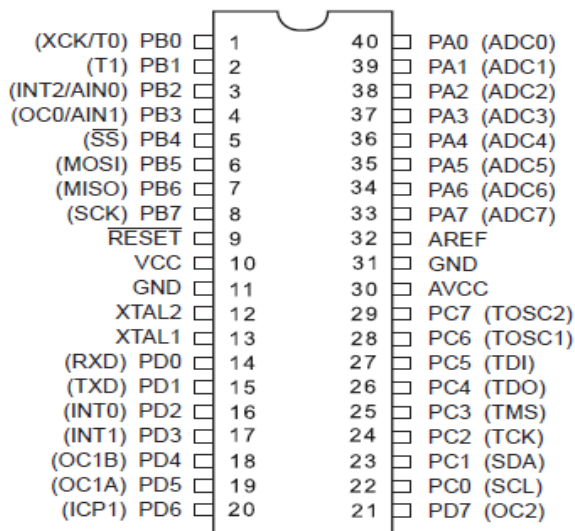 (XCK/T0) PB0 1 40 PA0 (ADC0)
(T1) PB1 2 39 PA1 (ADC1)
(INT2/AIN0) PB2 3 38 PA2 (ADC2)
(OC0/AIN1) PB3 4 37 PA3 (ADC3)
(SS) PB4 5 36 PA4 (ADC4)
(MOSI) PB5 6 35 PA5 (ADC5)
(MISO) PB6 7 34 PA6 (ADC6)
(SCK) PB7 8 33 PA7 (ADC7)
RESET 9 32 AREF
VCC 10 31 GND
GND 11 30 AVCC
XTAL2 12 29 PC7 (TOSC2)
XTAL1 13 28 PC6 (TOSC1)
(RXD) PD0 14 27 PC5 (TDI)
(TXD) PD1 15 26 PC4 (TDO)
(INT0) PD2 16 25 PC3 (TMS)
(INT1) PD3 17 24 PC2 (TCK)
(OC1B) PD4 18 23 PC1 (SDA)
(OC1A) PD5 19 22 PC0 (SCL)
(ICP1) PD6 20 21 PD7 (OC2)